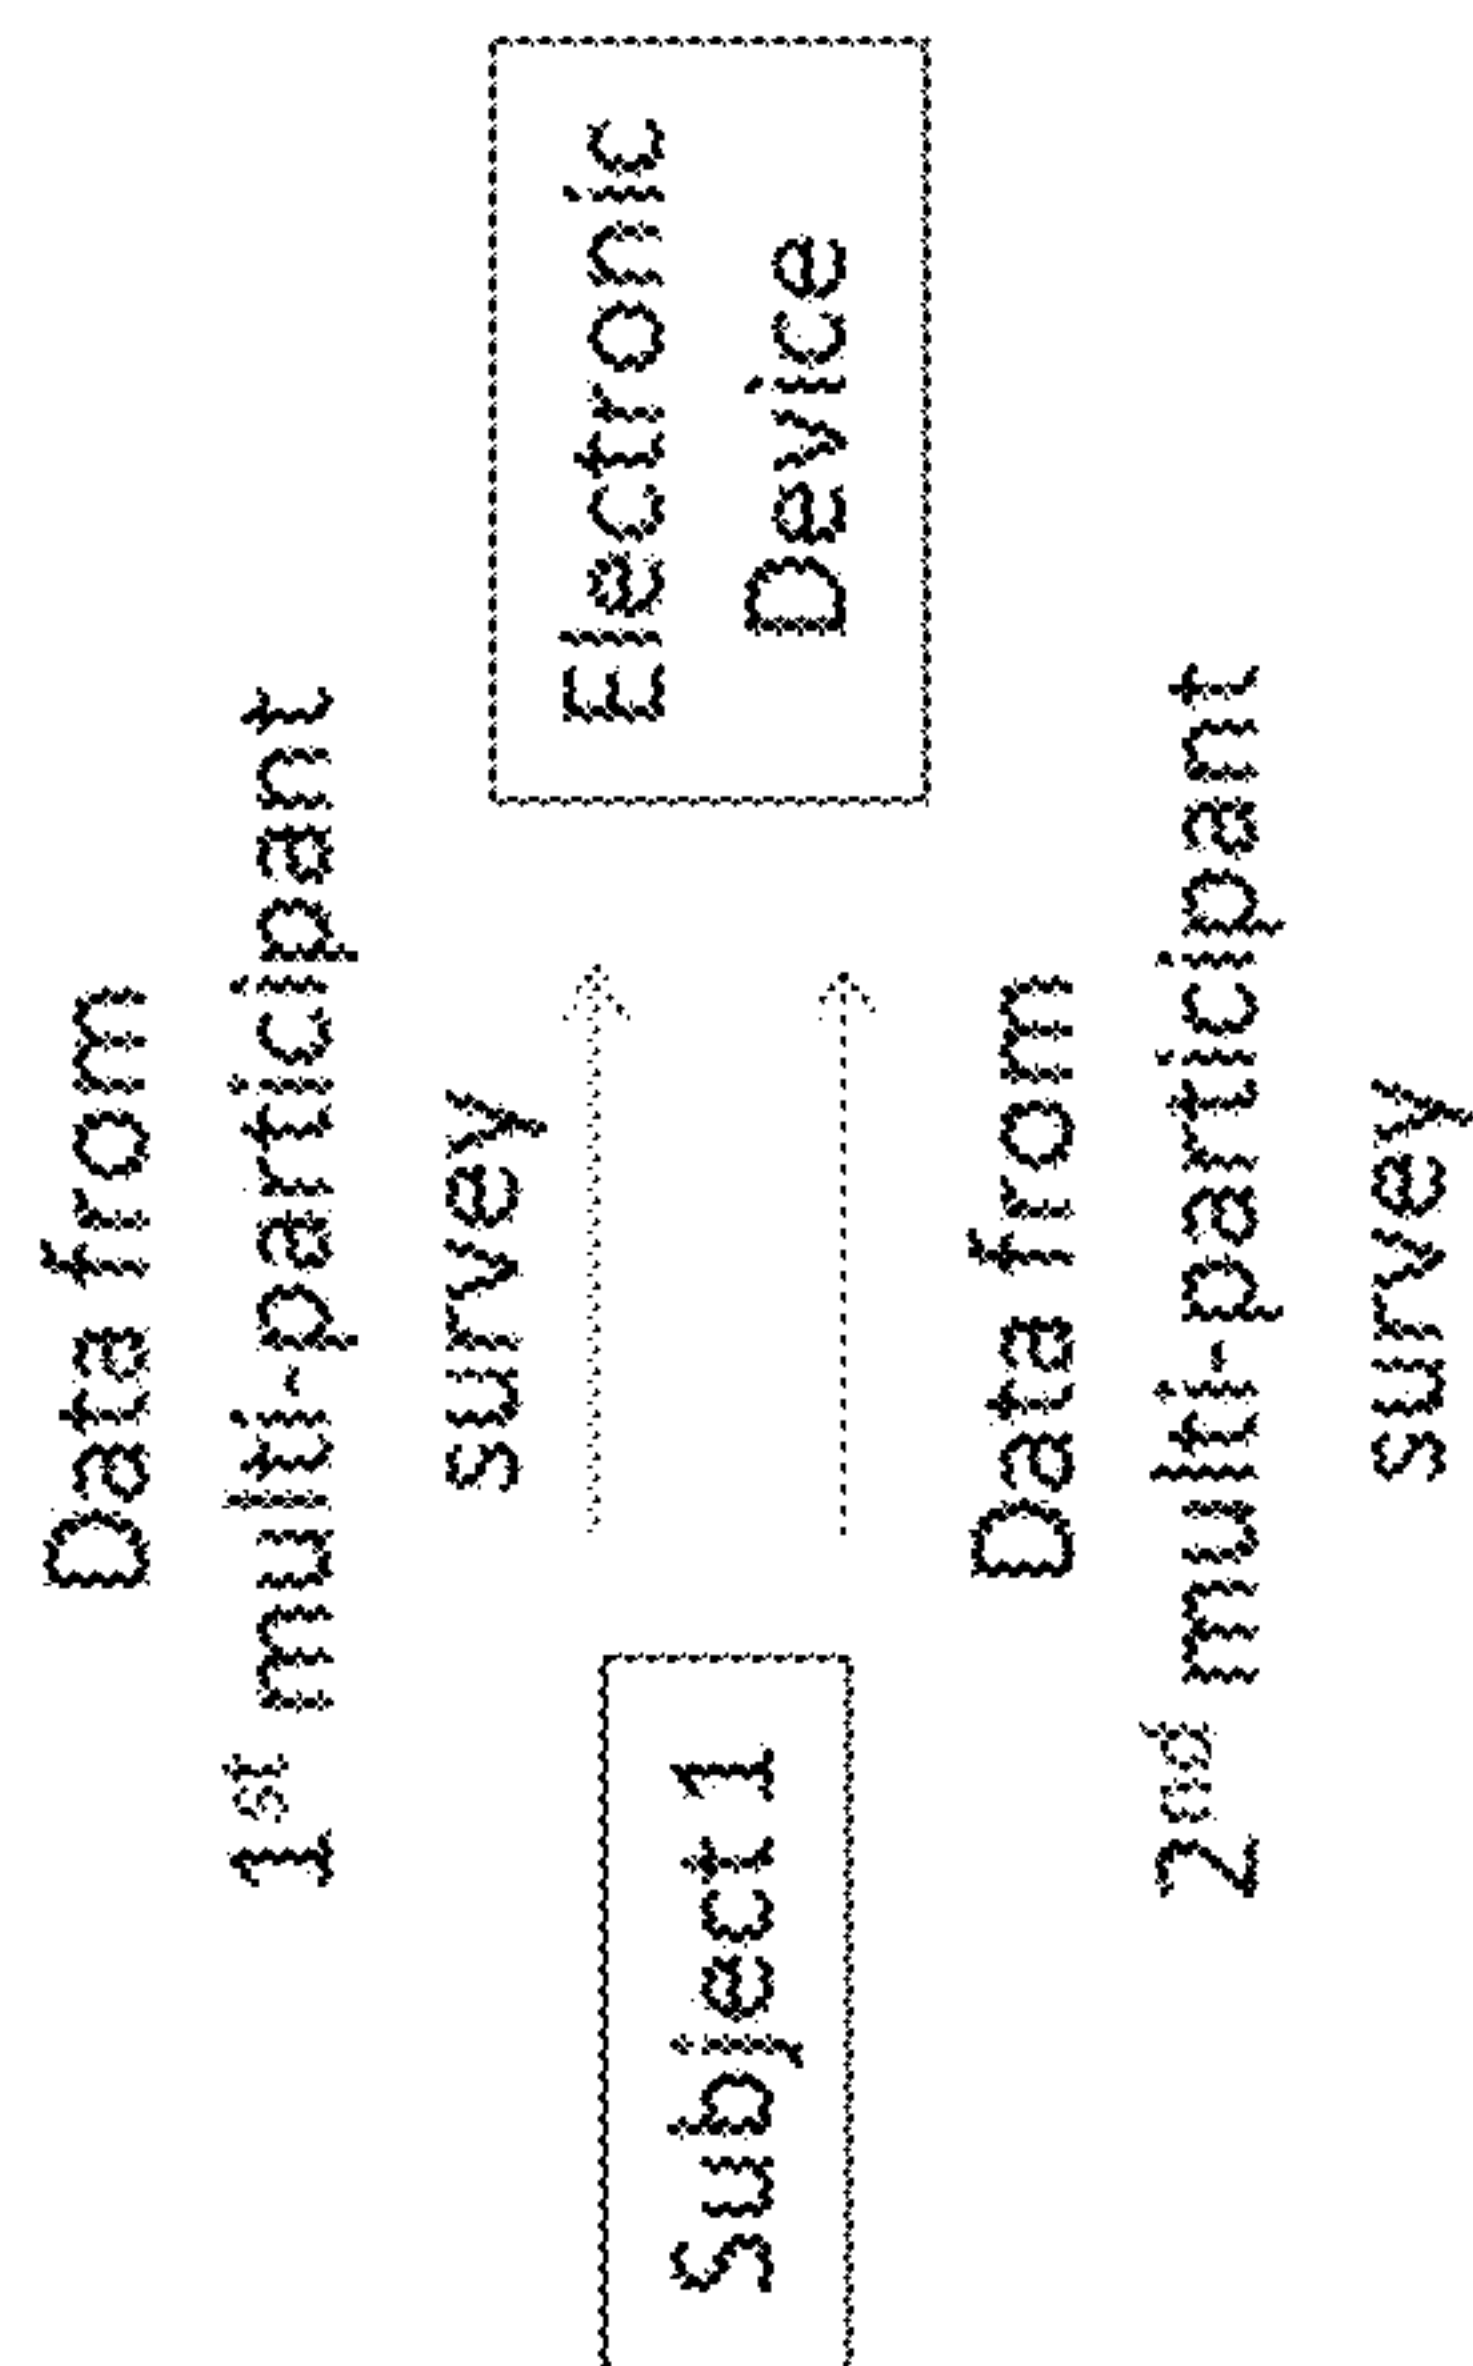 Data from
1st multi-participant
survey
Subject 1
Electronic
Device
Data from
2nd multi-participant
survey